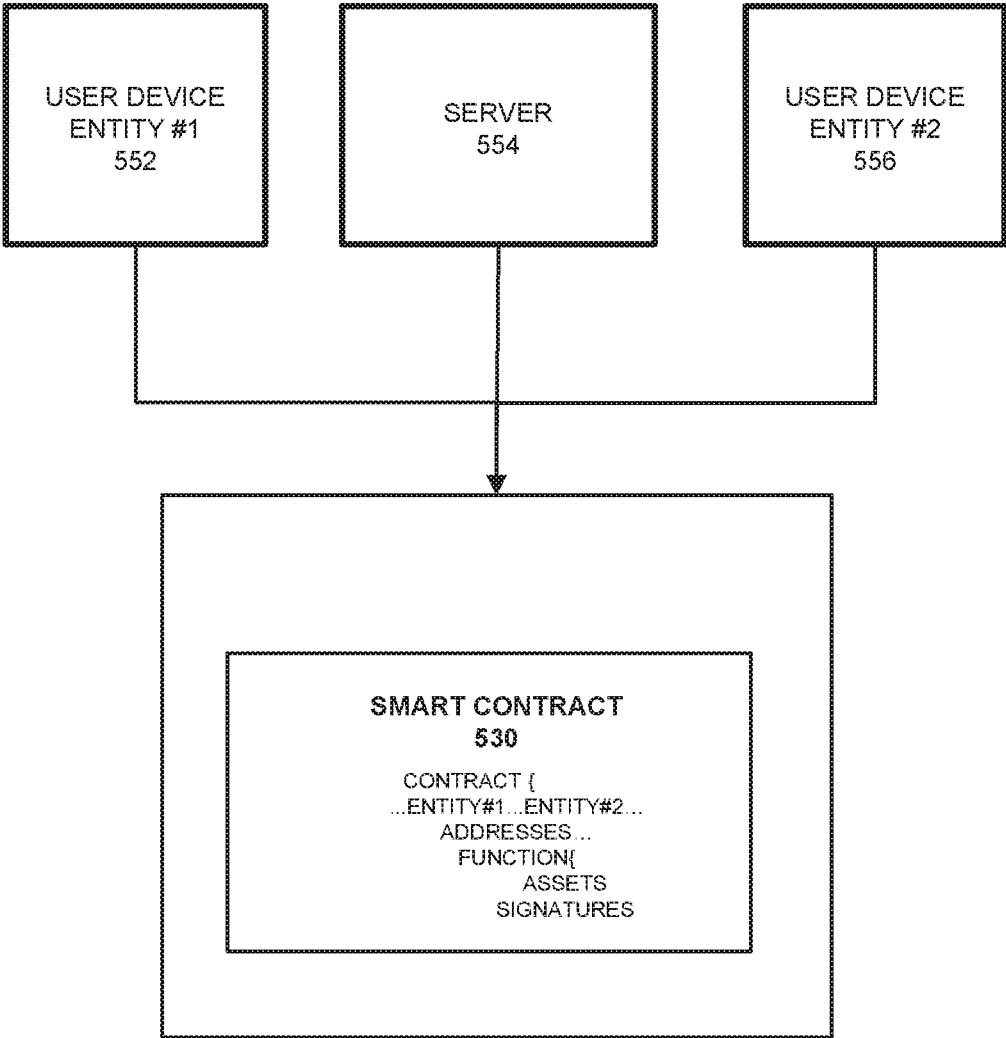 USER DEVICE
ENTITY #1
552
SERVER
554
USER DEVICE
ENTITY #2
556
SMART CONTRACT
530
CONTRACT {
...ENTITY#1...ENTITY#2...
ADDRESSES...
FUNCTION{
ASSETS
SIGNATURES